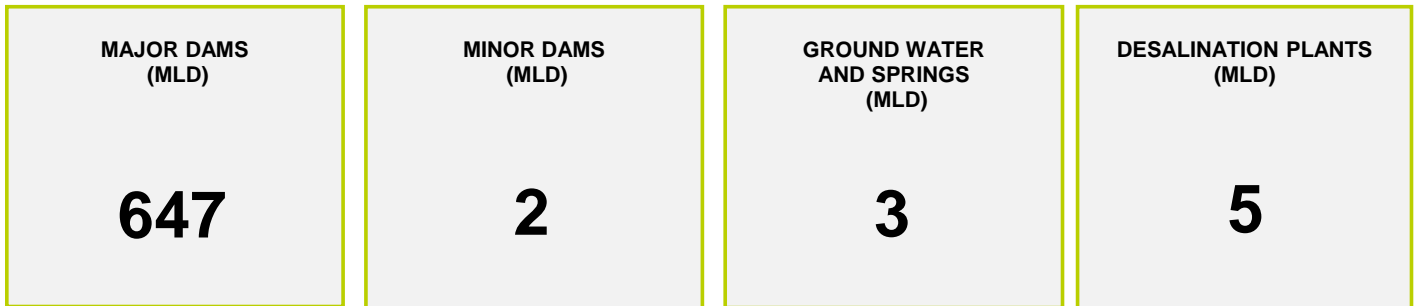 MAJOR DAMS
(MLD)
647
MINOR DAMS
(MLD)
2
GROUND WATER
AND SPRINGS
(MLD)
3
DESALINATION PLANTS
(MLD)
5